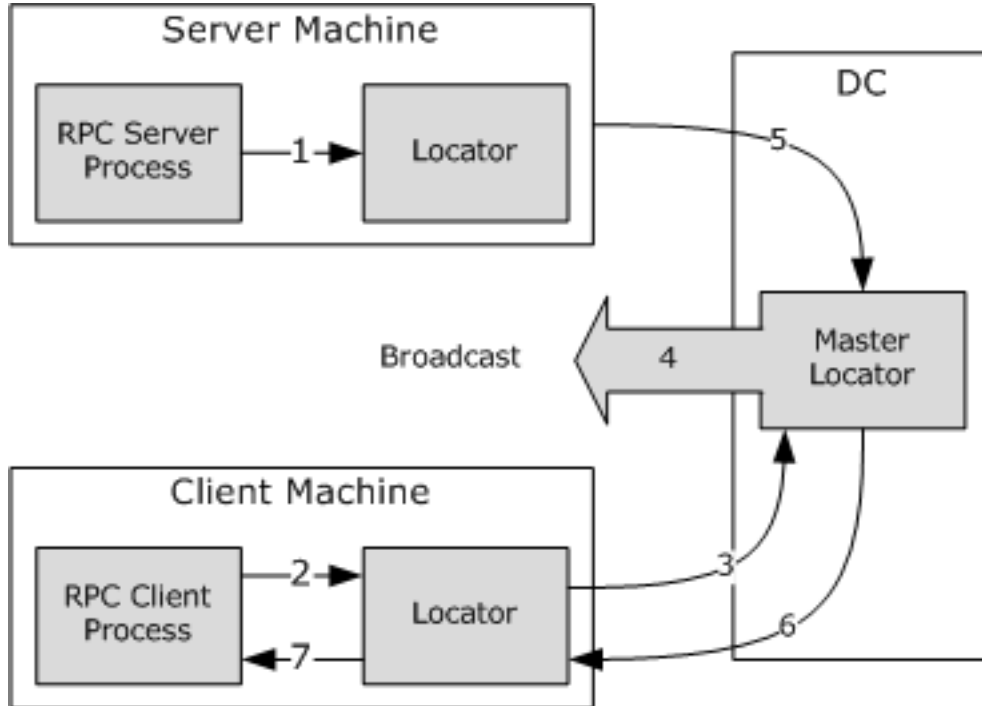 Server Machine
RPC Server
Process
1
Locator
5
DC
Master
Locator
Broadcast
4
Client Machine
RPC Client
Process
2
7
Locator
3
6